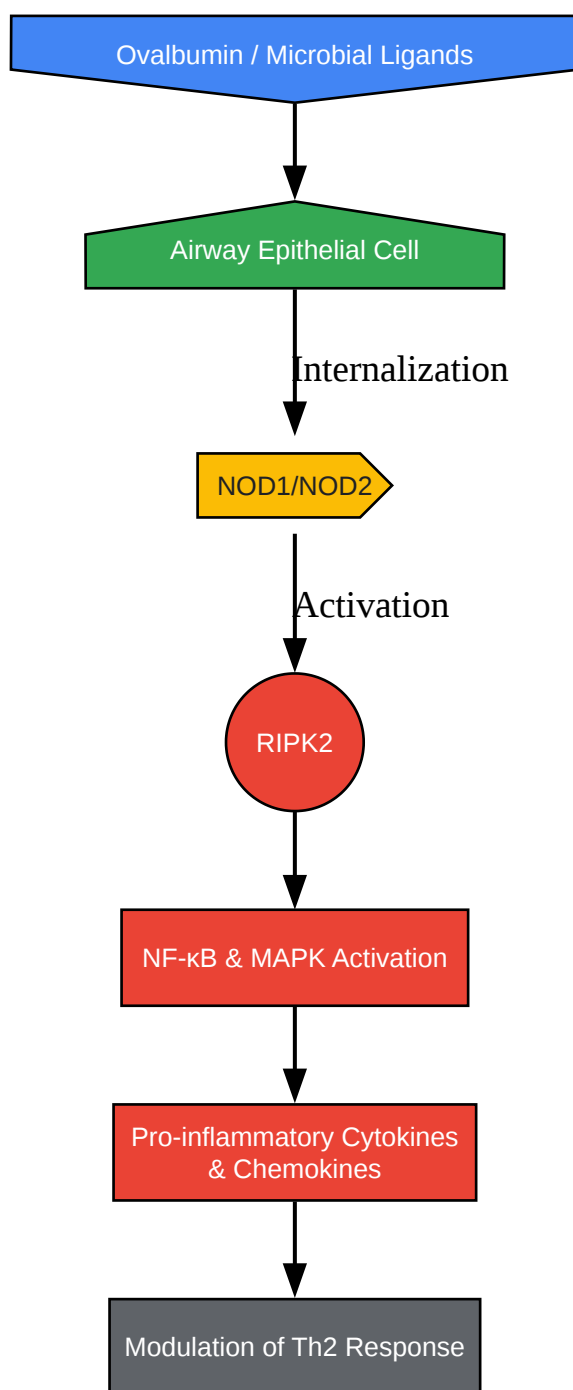 Ovalbumin / Microbial Ligands
Airway Epithelial Cell
Internalization
NOD1/NOD2
Activation
RIPK2
NF-κB & MAPK Activation
Pro-inflammatory Cytokines
& Chemokines
Modulation of Th2 Response